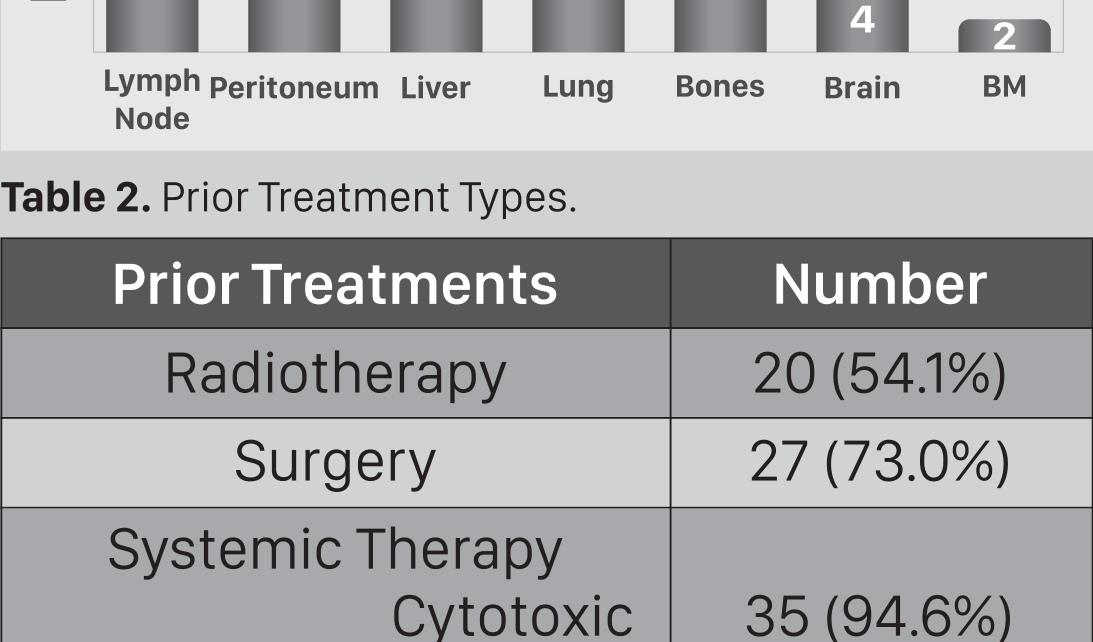 4
2
Lymph Node
Peritoneum
Liver
Lung
Bones
Brain
BM
Table 2. Prior Treatment Types.
Prior Treatments Number
Radiotherapy 20 (54.1%)
Surgery 27 (73.0%)
Systemic Therapy
Cytotoxic 35 (94.6%)